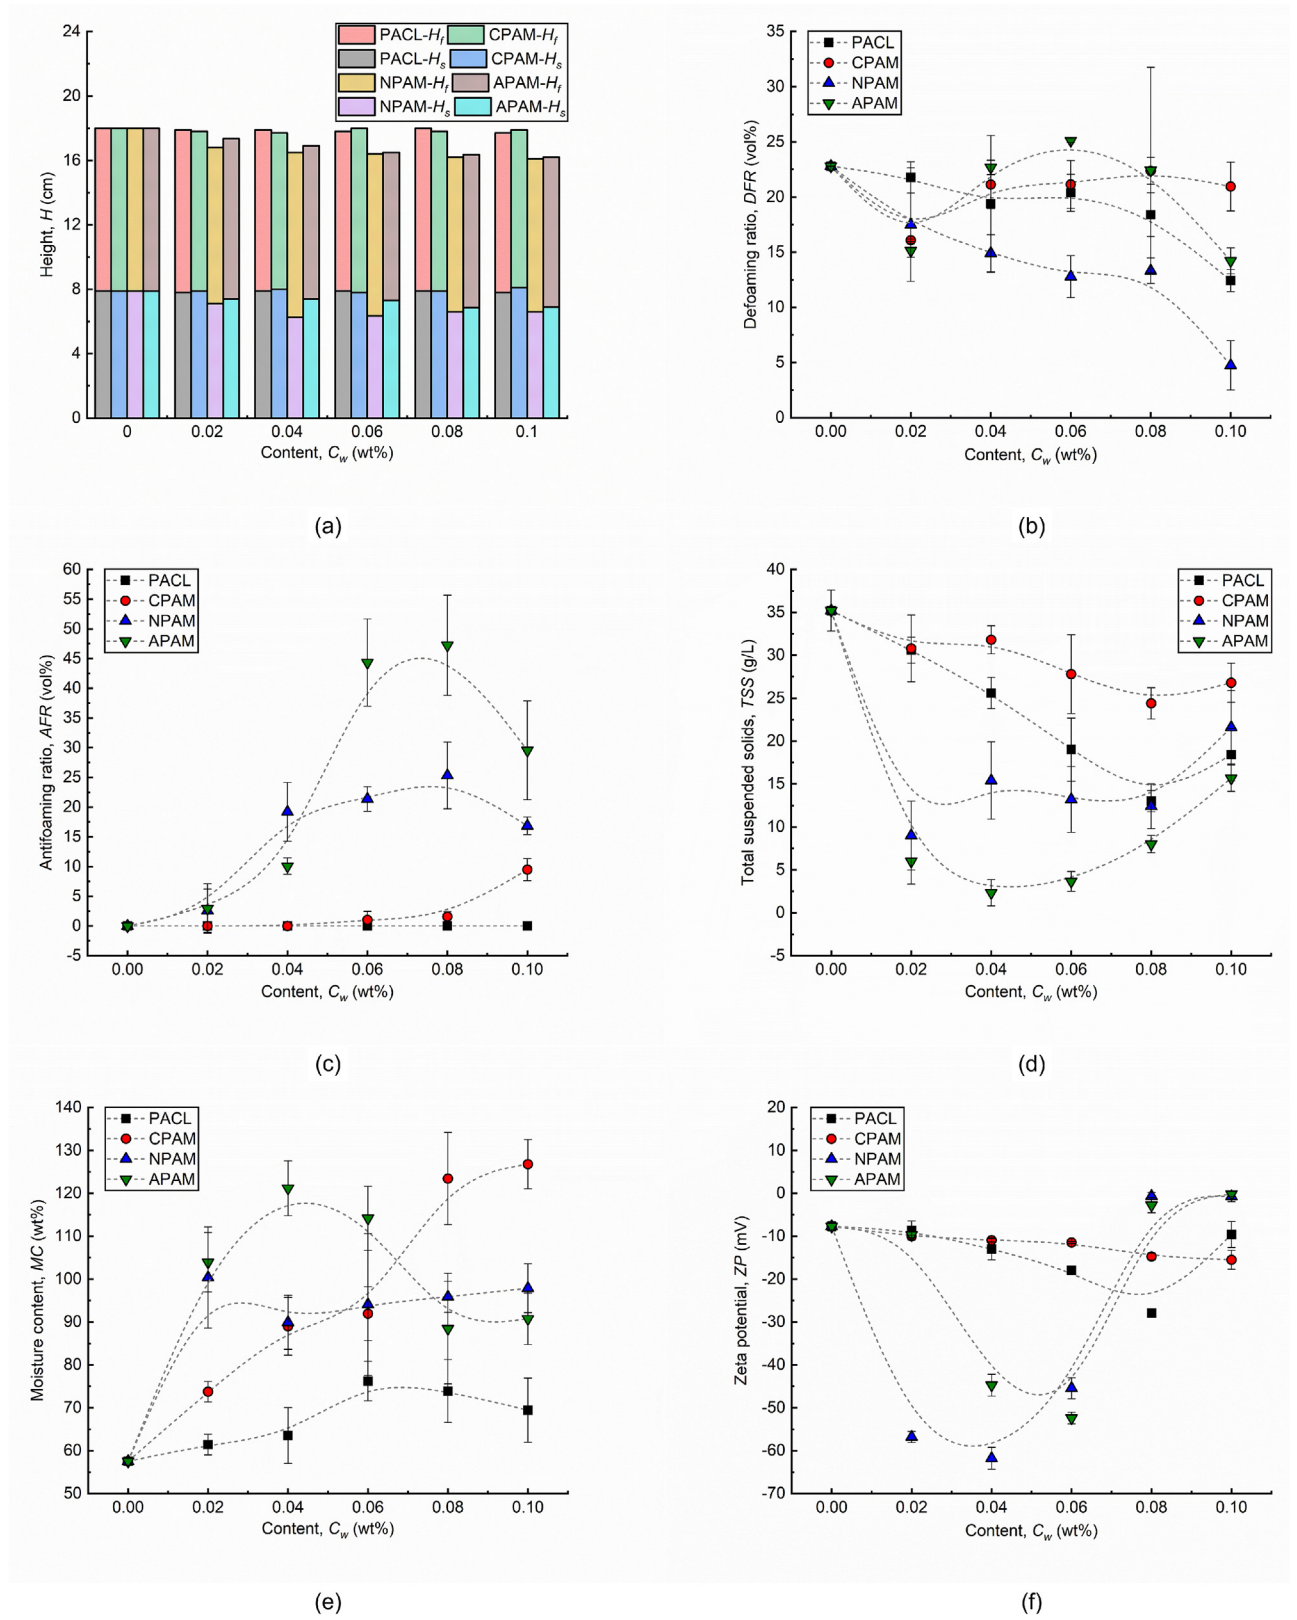 PACL-Hf CPAM-Hf
PACL-Hs CPAM-Hs
NPAM-Hf APAM-Hf
NPAM-Hs APAM-Hs
24
20
16
12
8
4
0
Height, H (cm)
0 0.02 0.04 0.06 0.08 0.1
Content, Cw (wt%)
(a)
PACL
CPAM
NPAM
APAM
35
30
25
20
15
10
5
0
Defoaming ratio, DFR (vol%)
0.00 0.02 0.04 0.06 0.08 0.10
Content, Cw (wt%)
(b)
PACL
CPAM
NPAM
APAM
60
55
50
45
40
35
30
25
20
15
10
5
0
-5
Antifoaming ratio, AFR (vol%)
0.00 0.02 0.04 0.06 0.08 0.10
Content, Cw (wt%)
(c)
PACL
CPAM
NPAM
APAM
40
35
30
25
20
15
10
5
0
-5
Total suspended solids, TSS (g/L)
0.00 0.02 0.04 0.06 0.08 0.10
Content, Cw (wt%)
(d)
PACL
CPAM
NPAM
APAM
140
130
120
110
100
90
80
70
60
50
Moisture content, MC (wt%)
0.00 0.02 0.04 0.06 0.08 0.10
Content, Cw (wt%)
(e)
PACL
CPAM
NPAM
APAM
20
10
0
-10
-20
-30
-40
-50
-60
-70
Zeta potential, ZP (mV)
0.00 0.02 0.04 0.06 0.08 0.10
Content, Cw (wt%)
(f)